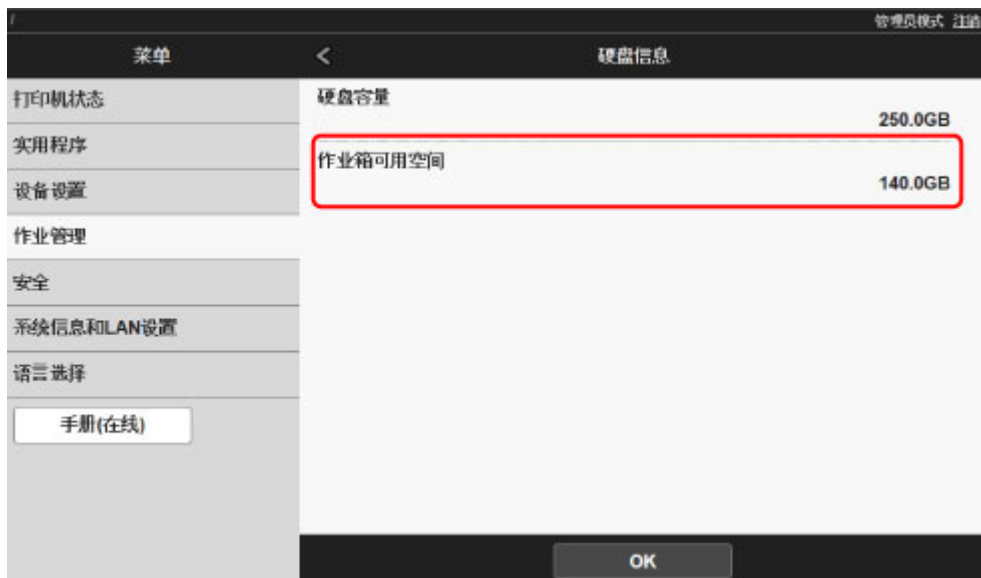 /
管理员模式 注销
菜单
< 硬盘信息
打印机状态
实用程序
设备设置
作业管理
安全
系统信息和LAN设置
语言选择
手册(在线)
硬盘容量
250.0GB
作业箱可用空间
140.0GB
OK